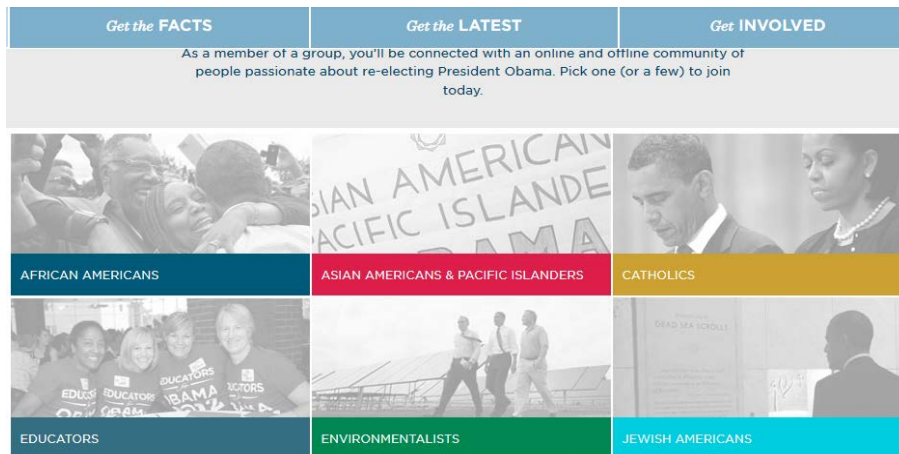 Get the FACTS
Get the LATEST
Get INVOLVED
As a member of a group, you'll be connected with an online and offline community of
people passionate about re-electing President Obama. Pick one (or a few) to join
today.
ASIAN AMERICAN
PACIFIC ISLANDE
OBAMA
DEAD SEA SCROLLS
AFRICAN AMERICANS
ASIAN AMERICANS & PACIFIC ISLANDERS
CATHOLICS
EDUCATORS
EDUCATORS
OBAMA
EDUCATORS
EDUCATORS
ENVIRONMENTALISTS
JEWISH AMERICANS